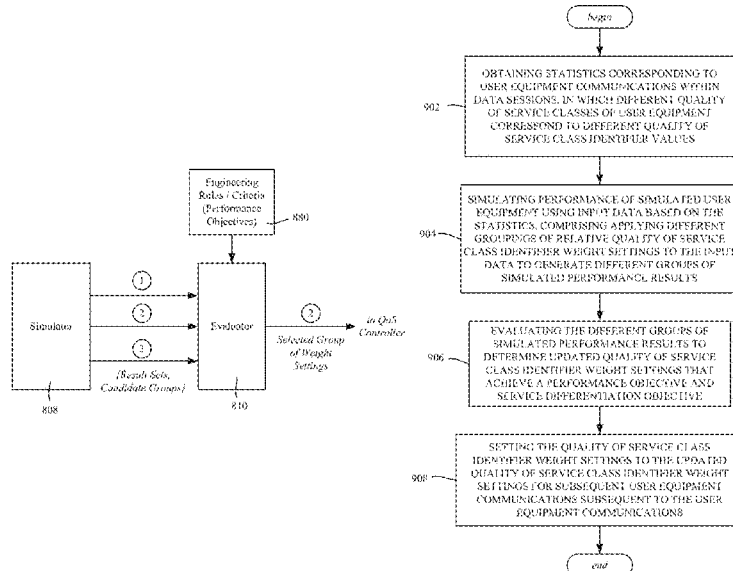 Engineering
Rules / Criteria
(Performance
Objectives)
880
1
2
3
Simulator
Evaluator
2
to QoS
Controller
Selected Group
of Weight
Settings
(Result Sets,
Candidate Groups)
808
810
begin
OBTAINING STATISTICS CORRESPONDING TO
USER EQUIPMENT COMMUNICATIONS WITHIN
DATA SESSIONS, IN WHICH DIFFERENT QUALITY
OF SERVICE CLASSES OF USER EQUIPMENT
CORRESPOND TO DIFFERENT QUALITY OF
SERVICE CLASS IDENTIFIER VALUES
902
SIMULATING PERFORMANCE OF SIMULATED USER
EQUIPMENT USING INPUT DATA BASED ON THE
STATISTICS, COMPRISING APPLYING DIFFERENT
GROUPINGS OF RELATIVE QUALITY OF SERVICE
CLASS IDENTIFIER WEIGHT SETTINGS TO THE INPUT
DATA TO GENERATE DIFFERENT GROUPS OF
SIMULATED PERFORMANCE RESULTS
904
EVALUATING THE DIFFERENT GROUPS OF
SIMULATED PERFORMANCE RESULTS TO
DETERMINE UPDATED QUALITY OF SERVICE
CLASS IDENTIFIER WEIGHT SETTINGS THAT
ACHIEVE A PERFORMANCE OBJECTIVE AND
SERVICE DIFFERENTIATION OBJECTIVE
906
SETTING THE QUALITY OF SERVICE CLASS
IDENTIFIER WEIGHT SETTINGS TO THE UPDATED
QUALITY OF SERVICE CLASS IDENTIFIER WEIGHT
SETTINGS FOR SUBSEQUENT USER EQUIPMENT
COMMUNICATIONS SUBSEQUENT TO THE USER
EQUIPMENT COMMUNICATIONS
908
end